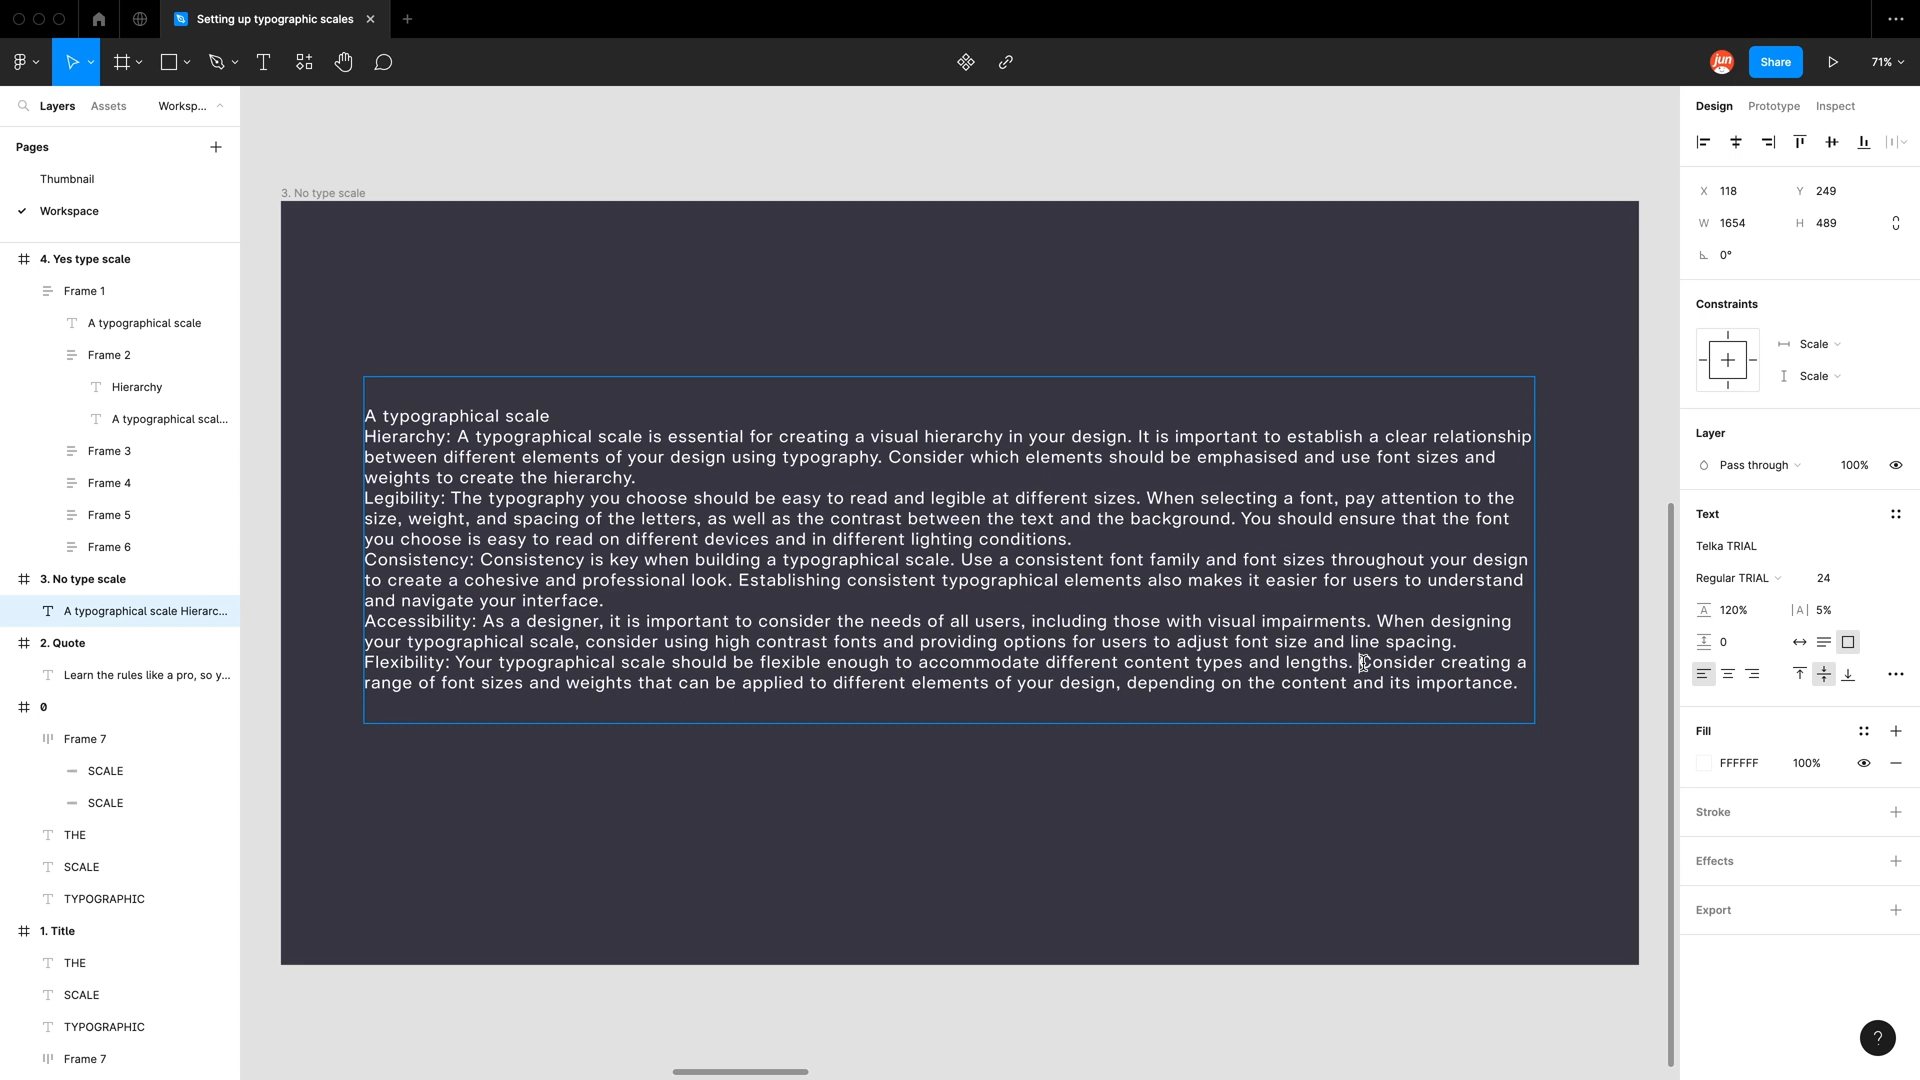 Setting up typographic scales
jun
Share
71%
Layers
Assets
Worksp...
Pages
Thumbnail
Workspace
4. Yes type scale
Frame 1
A typographical scale
Frame 2
Hierarchy
A typographical scal...
Frame 3
Frame 4
Frame 5
Frame 6
3. No type scale
A typographical scale Hierarc...
2. Quote
Learn the rules like a pro, so y...
0
Frame 7
SCALE
SCALE
THE
SCALE
TYPOGRAPHIC
1. Title
THE
SCALE
TYPOGRAPHIC
Frame 7
3. No type scale
A typographical scale
Hierarchy: A typographical scale is essential for creating a visual hierarchy in your design. It is important to establish a clear relationship
between different elements of your design using typography. Consider which elements should be emphasised and use font sizes and
weights to create the hierarchy.
Legibility: The typography you choose should be easy to read and legible at different sizes. When selecting a font, pay attention to the
size, weight, and spacing of the letters, as well as the contrast between the text and the background. You should ensure that the font
you choose is easy to read on different devices and in different lighting conditions.
Consistency: Consistency is key when building a typographical scale. Use a consistent font family and font sizes throughout your design
to create a cohesive and professional look. Establishing consistent typographical elements also makes it easier for users to understand
and navigate your interface.
Accessibility: As a designer, it is important to consider the needs of all users, including those with visual impairments. When designing
your typographical scale, consider using high contrast fonts and providing options for users to adjust font size and line spacing.
Flexibility: Your typographical scale should be flexible enough to accommodate different content types and lengths. Consider creating a
range of font sizes and weights that can be applied to different elements of your design, depending on the content and its importance.
Design
Prototype
Inspect
X 118
Y 249
W 1654
H 489
0°
Constraints
Scale
Scale
Layer
Pass through
100%
Text
Telka TRIAL
Regular TRIAL
24
A 120%
|A| 5%
0
Fill
FFFFFF
100%
Stroke
Effects
Export
?